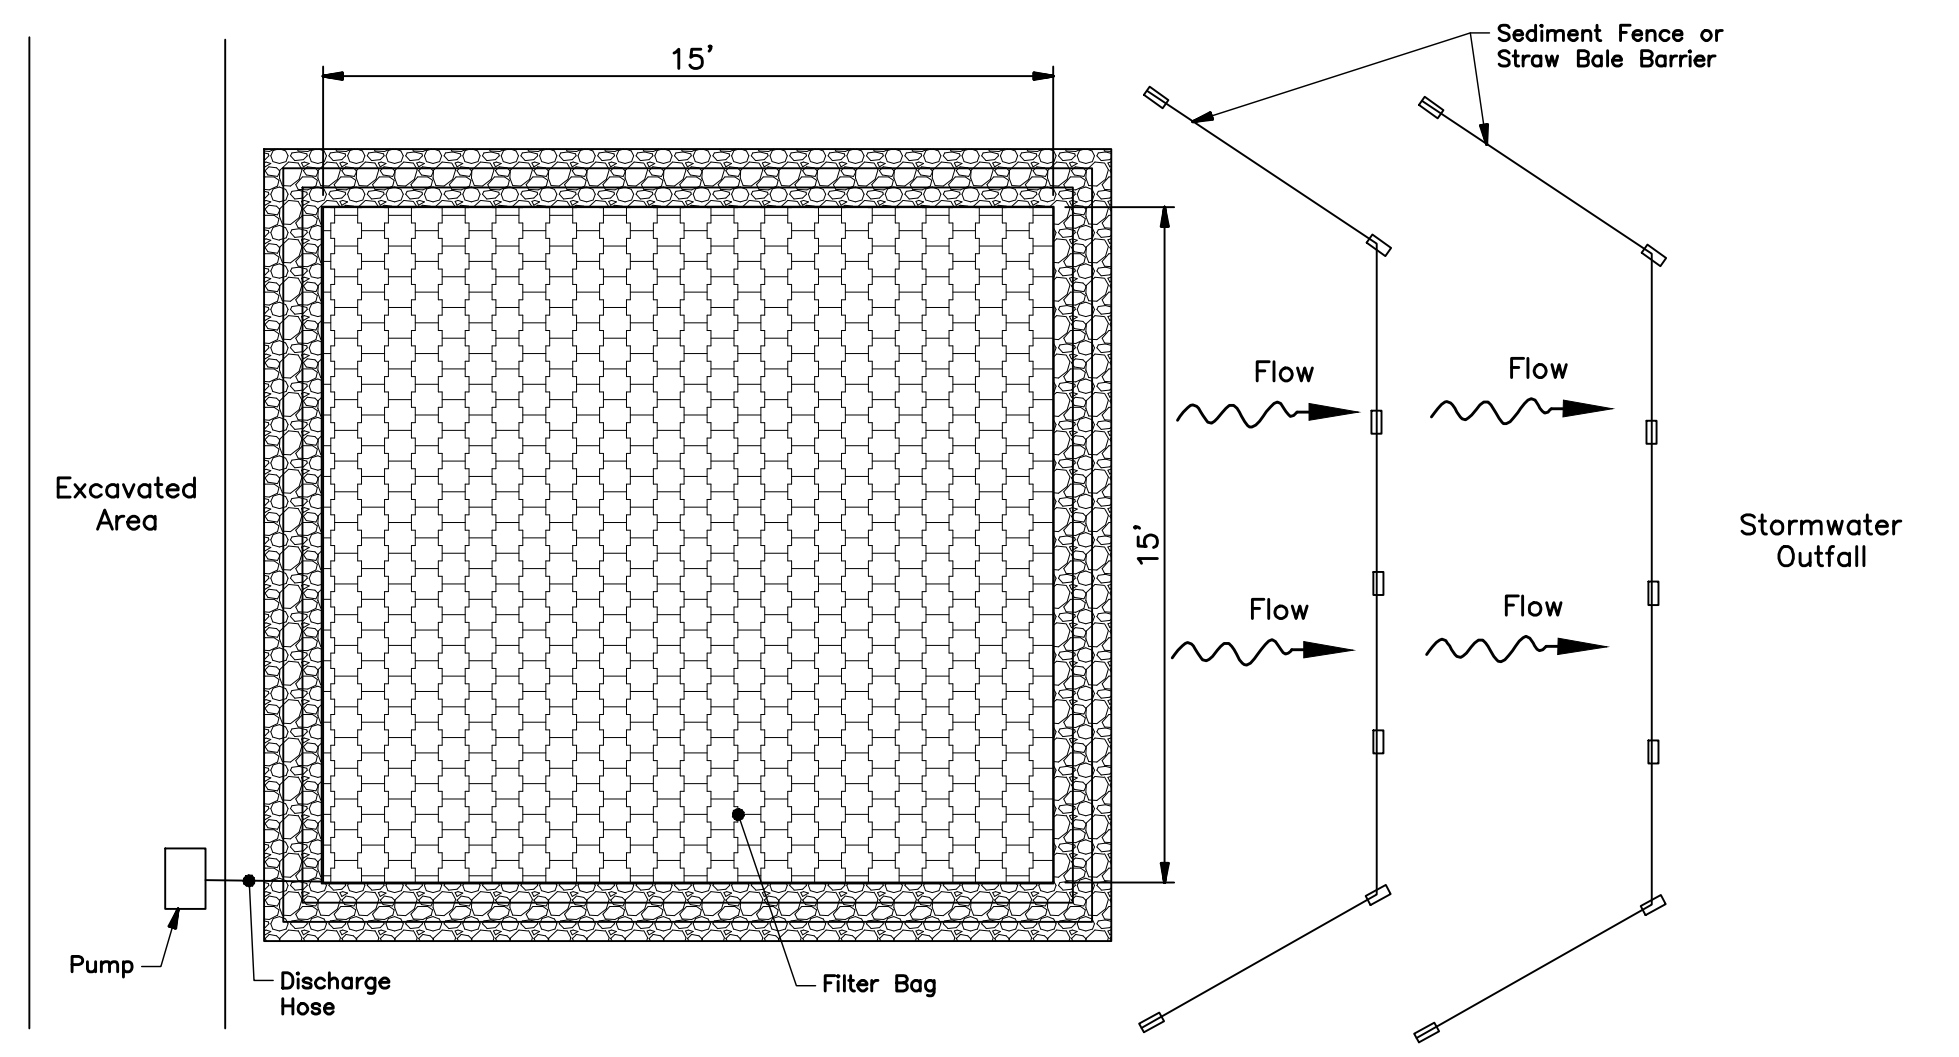 15'
Sediment Fence or
Straw Bale Barrier
Flow
Flow
Excavated
Area
15'
Stormwater
Outfall
Flow
Flow
Pump
Discharge
Hose
Filter Bag